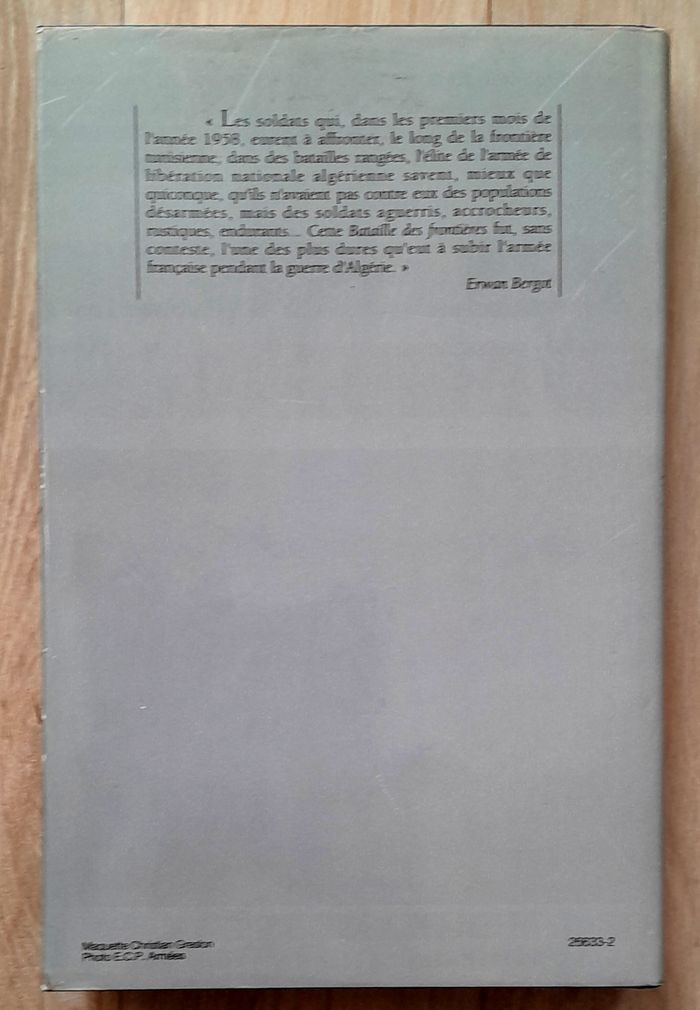 « Les soldats qui, dans les premiers mois de
l'année 1958, eurent à affronter, le long de la frontière
tunisienne, dans des batailles rangées, l'élite de l'armée de
libération nationale algérienne savent, mieux que
quiconque, qu'ils n'avaient pas contre eux des populations
désarmées, mais des soldats aguerris, accrocheurs,
rustiques, endurants... Cette Bataille des frontières fut, sans
conteste, l'une des plus dures qu'eut à subir l'armée
française pendant la guerre d'Algérie. »
Erwan Bergot
Maquette Christian Gredon
Photo E.C.P. Armées
25633-2